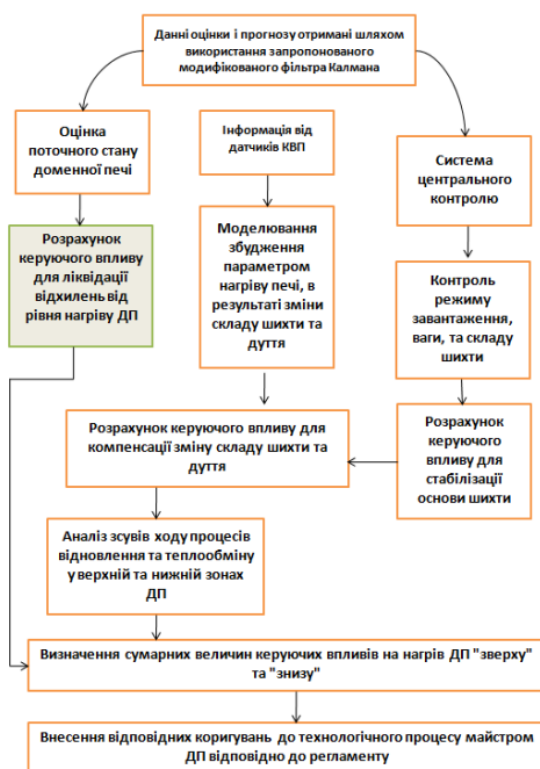 Данні оцінки і прогнозу отримані шляхом
використання запропонованого
модифікованого фільтра Калмана
Оцінка
поточного стану
доменної печі
Інформація від
датчиків КВП
Система
центрального
контролю
Розрахунок
керуючого впливу
для ліквідації
відхилень від
рівня нагріву ДП
Моделювання
збудження
параметром
нагріву печі, в
результаті зміни
складу шихти та
дуття
Контроль
режиму
завантаження,
ваги, та складу
шихти
Розрахунок керуючого впливу для
компенсації зміну складу шихти та
дуття
Розрахунок
керуючого
впливу для
стабілізації
основи шихти
Аналіз зсувів ходу процесів
відновлення та теплообміну
у верхній та нижній зонах
ДП
Визначення сумарних величин керуючих впливів на нагрів ДП "зверху"
та "знизу"
Внесення відповідних коригувань до технологічного процесу майстром
ДП відповідно до регламенту